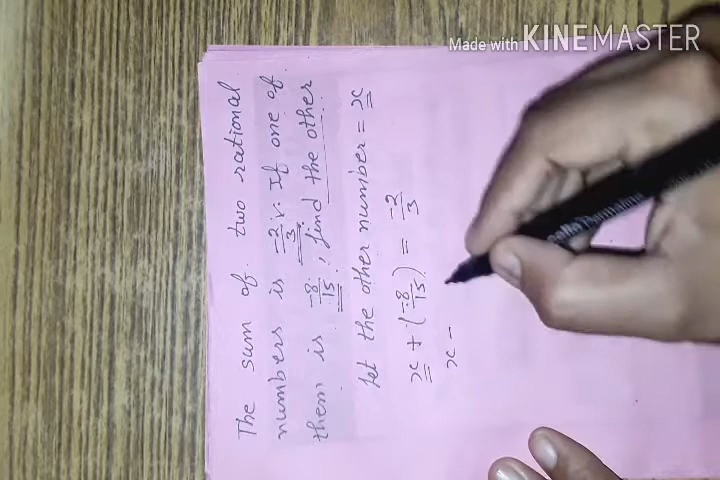 Made with KINEMASTER
The sum of two rational
numbers is -2/3. If one of
them is -8/15, find the other
Let the other number = x
x + (-8/15) = -2/3
x -